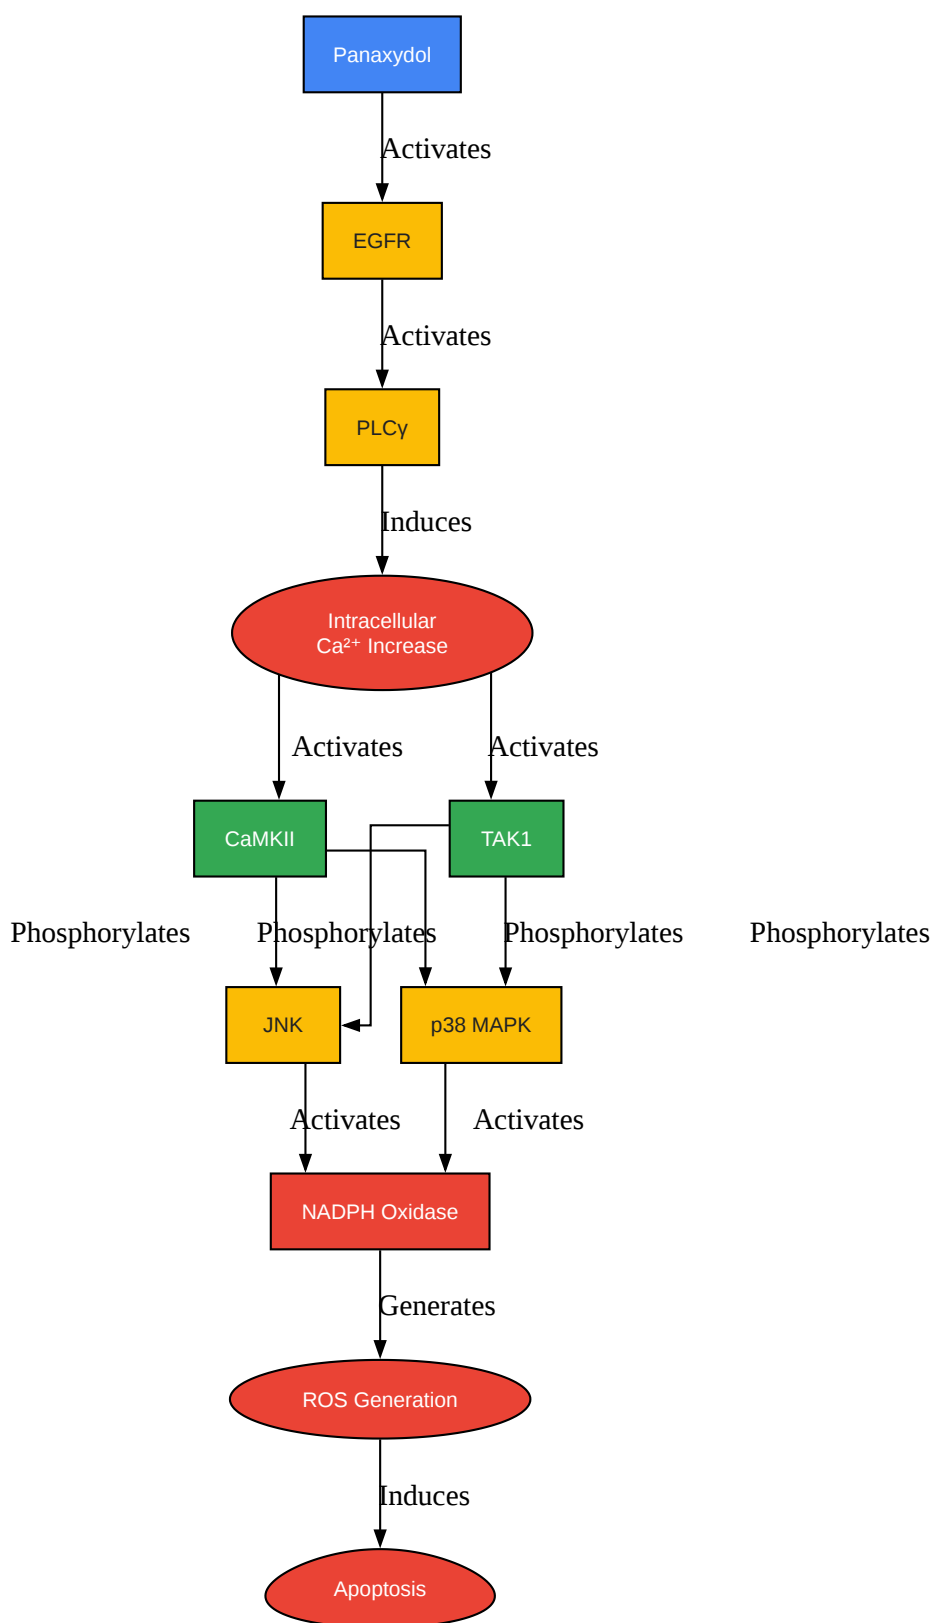 Panaxydol
Activates
EGFR
Activates
PLCγ
Induces
Intracellular
Ca²⁺ Increase
Activates
Activates
CaMKII
TAK1
Phosphorylates
Phosphorylates
Phosphorylates
Phosphorylates
JNK
p38 MAPK
Activates
Activates
NADPH Oxidase
Generates
ROS Generation
Induces
Apoptosis